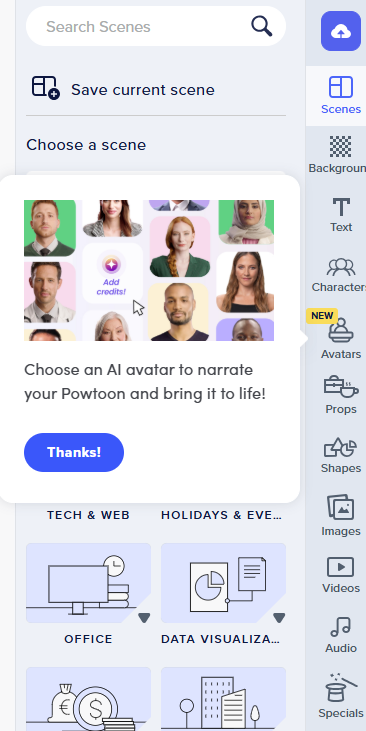 Search Scenes
Save current scene
Choose a scene
Add
credits!
Choose an AI avatar to narrate
your Powtoon and bring it to life!
Thanks!
TECH & WEB
HOLIDAYS & EVE...
OFFICE
DATA VISUALIZA...
Scenes
Backgroun
Text
Character
NEW
Avatars
Props
Shapes
Images
Videos
Audio
Specials